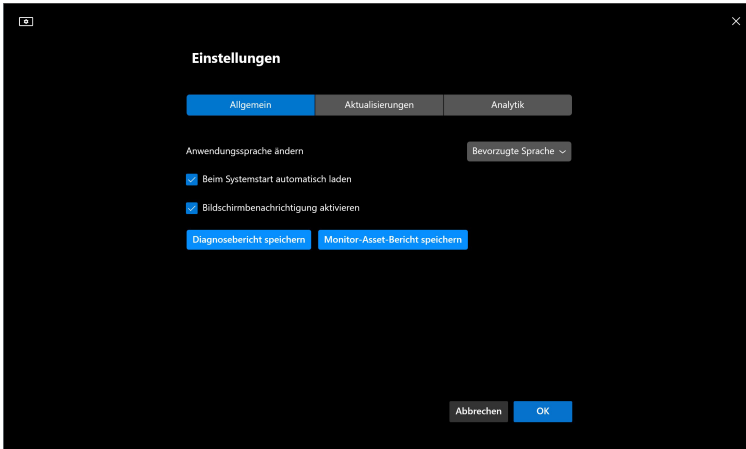 Einstellungen
Allgemein Aktualisierungen Analytik
Anwendungssprache ändern Bevorzugte Sprache
Beim Systemstart automatisch laden
Bildschirmbenachrichtigung aktivieren
Diagnosebericht speichern Monitor-Asset-Bericht speichern
Abbrechen OK